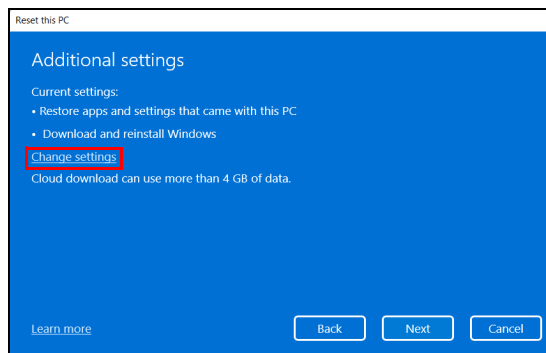 Reset this PC
Additional settings
Current settings:
• Restore apps and settings that came with this PC
• Download and reinstall Windows
Change settings
Cloud download can use more than 4 GB of data.
Learn more
Back
Next
Cancel